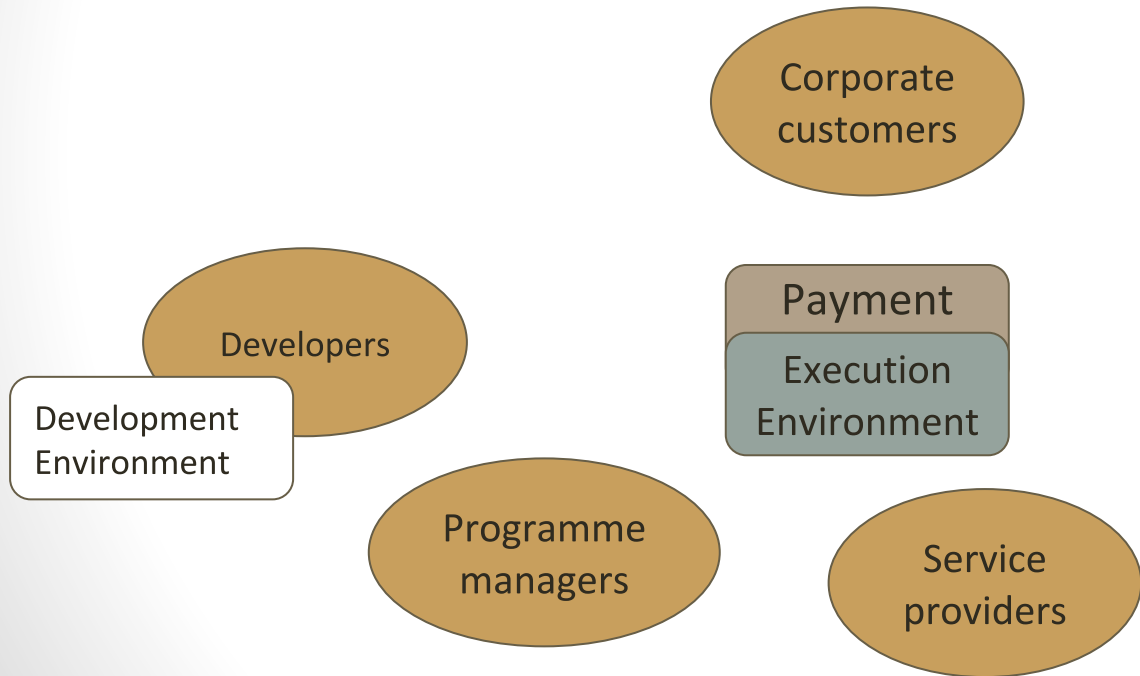 Corporate
customers
Payment
Execution
Environment
Developers
Development
Environment
Programme
managers
Service
providers